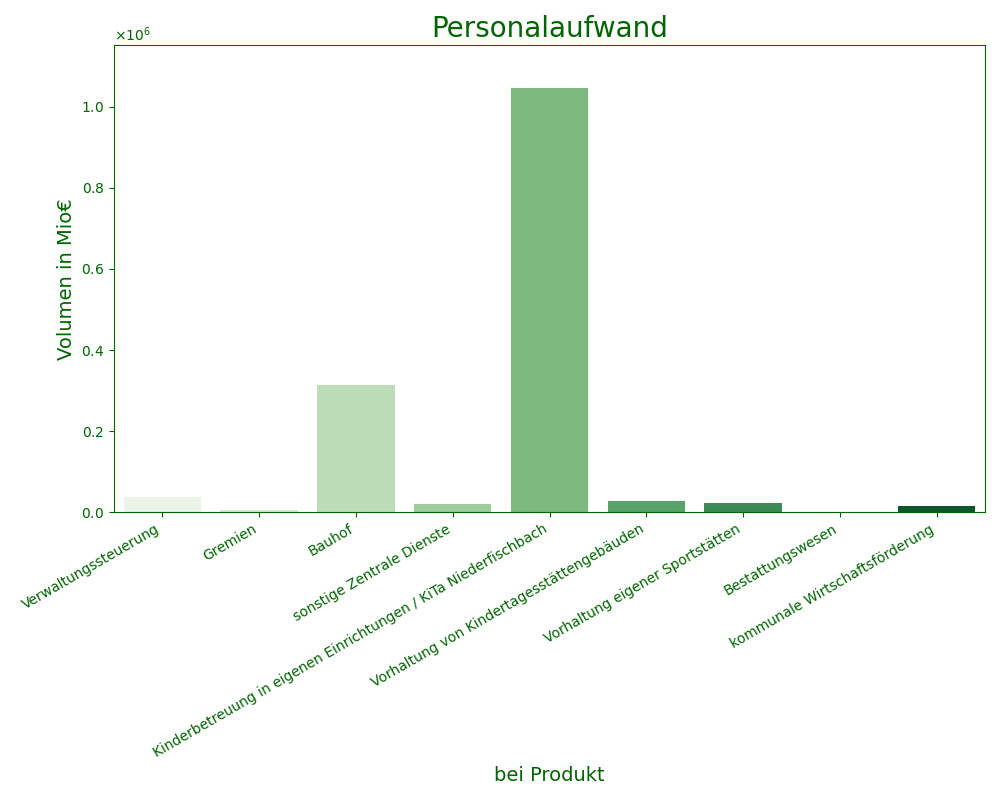 Personalaufwand
×10⁶
1.0
0.8
0.6
0.4
0.2
0.0
Volumen in Mio€
Verwaltungssteuerung
Gremien
Bauhof
sonstige Zentrale Dienste
Kinderbetreuung in eigenen Einrichtungen / KiTa Niederfischbach
Vorhaltung von Kindertagesstättengebäuden
Vorhaltung eigener Sportstätten
Bestattungswesen
kommunale Wirtschaftsförderung
bei Produkt